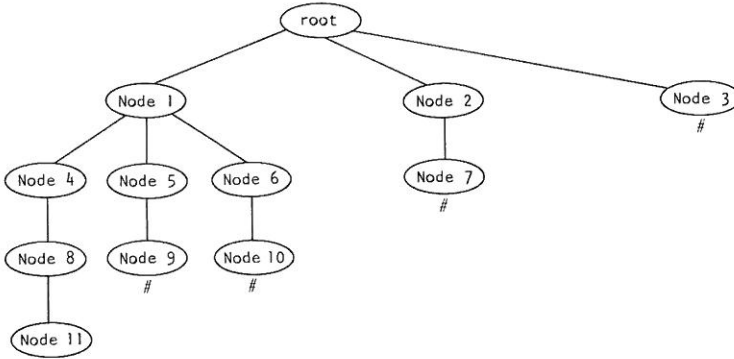 root
Node 1
Node 2
Node 3
#
Node 4
Node 5
Node 6
Node 7
#
Node 8
Node 9
Node 10
#
#
Node 11